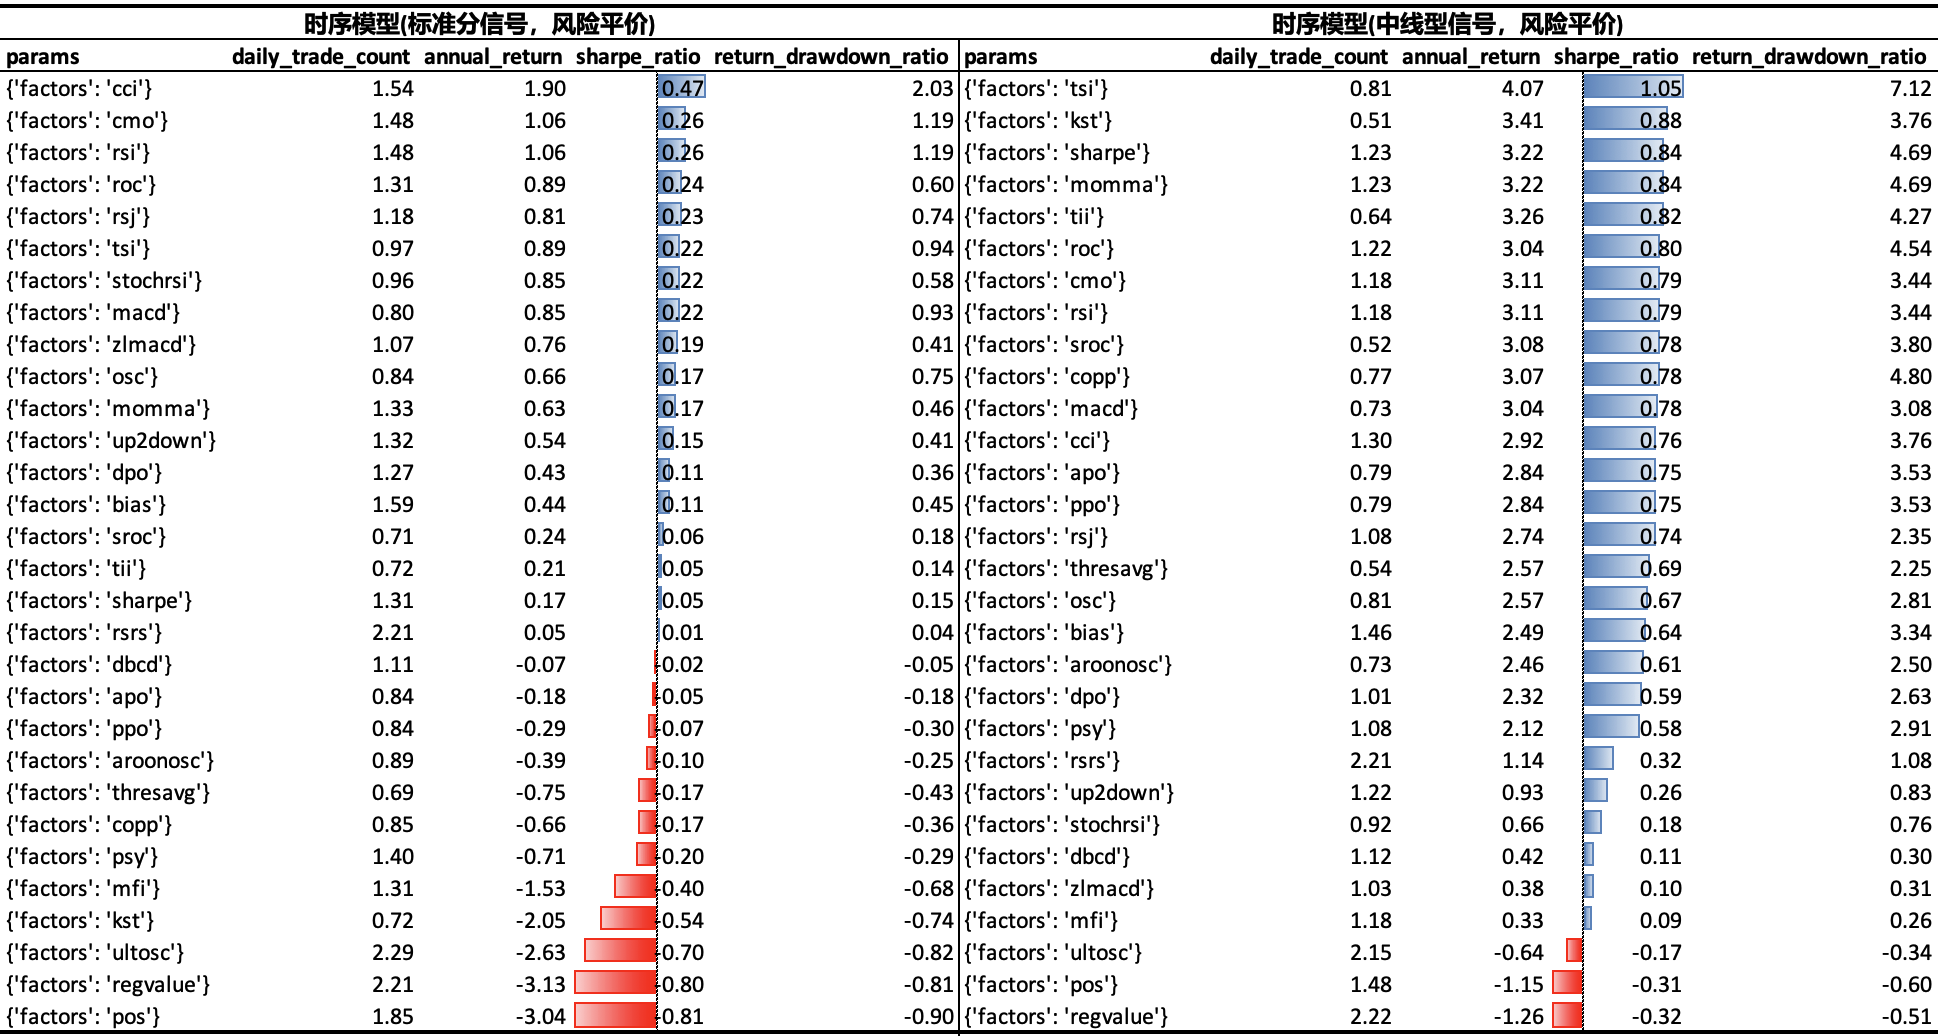 时序模型(标准分信号，风险平价) 时序模型(中线型信号，风险平价)
params daily_trade_count annual_return sharpe_ratio return_drawdown_ratio params daily_trade_count annual_return sharpe_ratio return_drawdown_ratio
{'factors': 'cci'} 1.54 1.90 0.47 2.03 {'factors': 'tsi'} 0.81 4.07 1.05 7.12
{'factors': 'cmo'} 1.48 1.06 0.26 1.19 {'factors': 'kst'} 0.51 3.41 0.88 3.76
{'factors': 'rsi'} 1.48 1.06 0.26 1.19 {'factors': 'sharpe'} 1.23 3.22 0.84 4.69
{'factors': 'roc'} 1.31 0.89 0.24 0.60 {'factors': 'momma'} 1.23 3.22 0.84 4.69
{'factors': 'rsj'} 1.18 0.81 0.23 0.74 {'factors': 'tii'} 0.64 3.26 0.82 4.27
{'factors': 'tsi'} 0.97 0.89 0.22 0.94 {'factors': 'roc'} 1.22 3.04 0.80 4.54
{'factors': 'stochrsi'} 0.96 0.85 0.22 0.58 {'factors': 'cmo'} 1.18 3.11 0.79 3.44
{'factors': 'macd'} 0.80 0.85 0.22 0.93 {'factors': 'rsi'} 1.18 3.11 0.79 3.44
{'factors': 'zlmacd'} 1.07 0.76 0.19 0.41 {'factors': 'sroc'} 0.52 3.08 0.78 3.80
{'factors': 'osc'} 0.84 0.66 0.17 0.75 {'factors': 'copp'} 0.77 3.07 0.78 4.80
{'factors': 'momma'} 1.33 0.63 0.17 0.46 {'factors': 'macd'} 0.73 3.04 0.78 3.08
{'factors': 'up2down'} 1.32 0.54 0.15 0.41 {'factors': 'cci'} 1.30 2.92 0.76 3.76
{'factors': 'dpo'} 1.27 0.43 0.11 0.36 {'factors': 'apo'} 0.79 2.84 0.75 3.53
{'factors': 'bias'} 1.59 0.44 0.11 0.45 {'factors': 'ppo'} 0.79 2.84 0.75 3.53
{'factors': 'sroc'} 0.71 0.24 0.06 0.18 {'factors': 'rsj'} 1.08 2.74 0.74 2.35
{'factors': 'tii'} 0.72 0.21 0.05 0.14 {'factors': 'thresavg'} 0.54 2.57 0.69 2.25
{'factors': 'sharpe'} 1.31 0.17 0.05 0.15 {'factors': 'osc'} 0.81 2.57 0.67 2.81
{'factors': 'rsrs'} 2.21 0.05 0.01 0.04 {'factors': 'bias'} 1.46 2.49 0.64 3.34
{'factors': 'dbcd'} 1.11 -0.07 -0.02 -0.05 {'factors': 'aroonosc'} 0.73 2.46 0.61 2.50
{'factors': 'apo'} 0.84 -0.18 -0.05 -0.18 {'factors': 'dpo'} 1.01 2.32 0.59 2.63
{'factors': 'ppo'} 0.84 -0.29 -0.07 -0.30 {'factors': 'psy'} 1.08 2.12 0.58 2.91
{'factors': 'aroonosc'} 0.89 -0.39 -0.10 -0.25 {'factors': 'rsrs'} 2.21 1.14 0.32 1.08
{'factors': 'thresavg'} 0.69 -0.75 -0.17 -0.43 {'factors': 'up2down'} 1.22 0.93 0.26 0.83
{'factors': 'copp'} 0.85 -0.66 -0.17 -0.36 {'factors': 'stochrsi'} 0.92 0.66 0.18 0.76
{'factors': 'psy'} 1.40 -0.71 -0.20 -0.29 {'factors': 'dbcd'} 1.12 0.42 0.11 0.30
{'factors': 'mfi'} 1.31 -1.53 -0.40 -0.68 {'factors': 'zlmacd'} 1.03 0.38 0.10 0.31
{'factors': 'kst'} 0.72 -2.05 -0.54 -0.74 {'factors': 'mfi'} 1.18 0.33 0.09 0.26
{'factors': 'ultosc'} 2.29 -2.63 -0.70 -0.82 {'factors': 'ultosc'} 2.15 -0.64 -0.17 -0.34
{'factors': 'regvalue'} 2.21 -3.13 -0.80 -0.81 {'factors': 'pos'} 1.48 -1.15 -0.31 -0.60
{'factors': 'pos'} 1.85 -3.04 -0.81 -0.90 {'factors': 'regvalue'} 2.22 -1.26 -0.32 -0.51